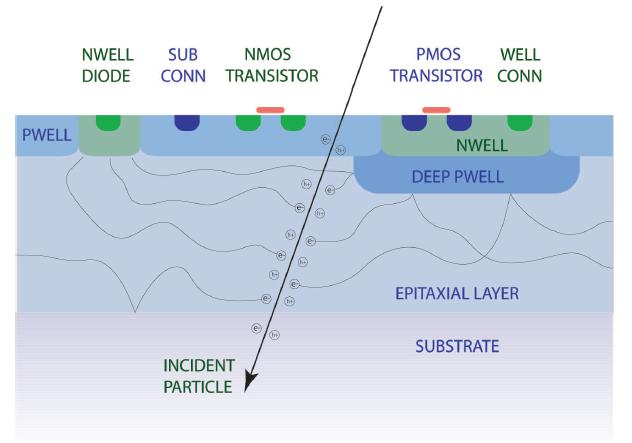 NWELL
DIODE
SUB
CONN
NMOS
TRANSISTOR
PMOS
TRANSISTOR
WELL
CONN
PWELL
NWELL
DEEP PWELL
e-
h+
h+
e-
e-
h+
h+
e-
e-
h+
h+
e-
e-
h+
e-
h+
EPITAXIAL LAYER
SUBSTRATE
INCIDENT
PARTICLE